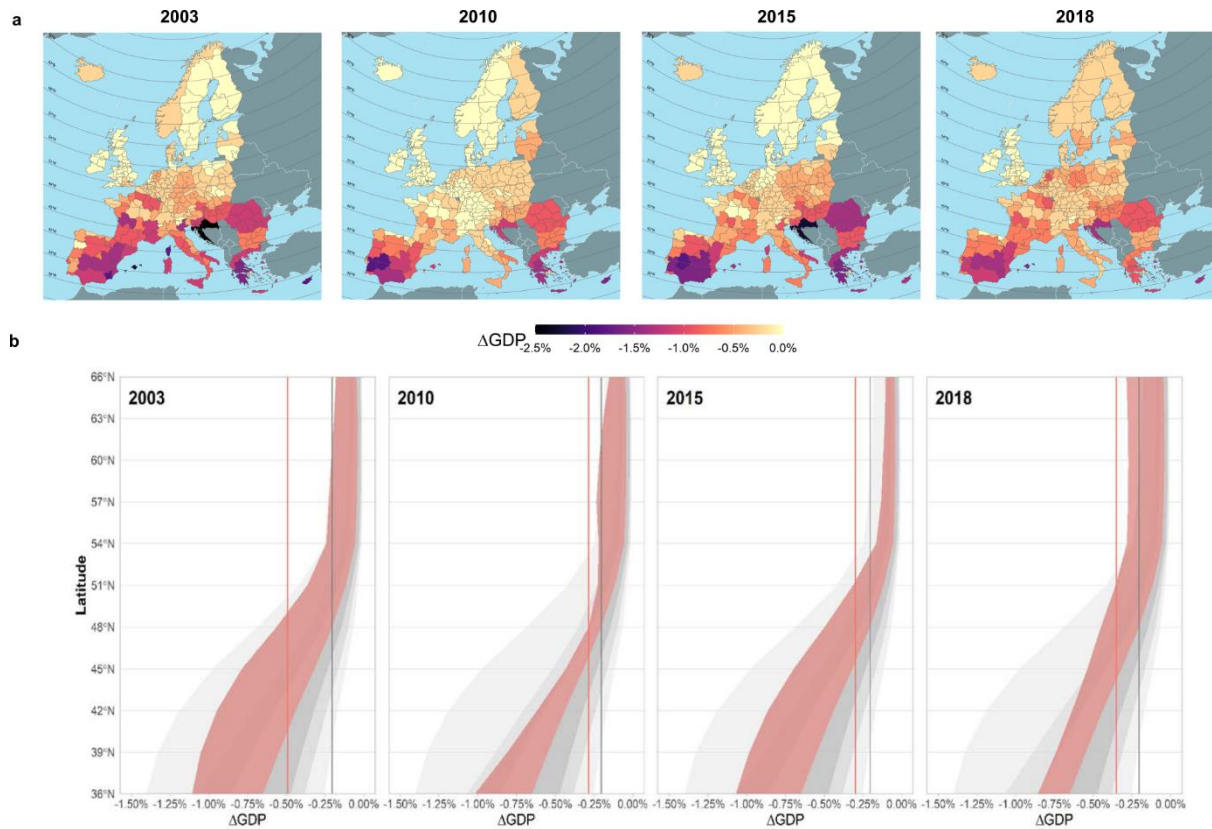 a
2003 2010 2015 2018
b
ΔGDP -2.5% -2.0% -1.5% -1.0% -0.5% 0.0%
66°N
63°N
60°N
57°N
54°N
51°N
48°N
45°N
42°N
39°N
36°N
Latitude
2003 2010 2015 2018
-1.50% -1.25% -1.00% -0.75% -0.50% -0.25% 0.00% -1.50% -1.25% -1.00% -0.75% -0.50% -0.25% 0.00% -1.50% -1.25% -1.00% -0.75% -0.50% -0.25% 0.00% -1.50% -1.25% -1.00% -0.75% -0.50% -0.25% 0.00%
ΔGDP ΔGDP ΔGDP ΔGDP